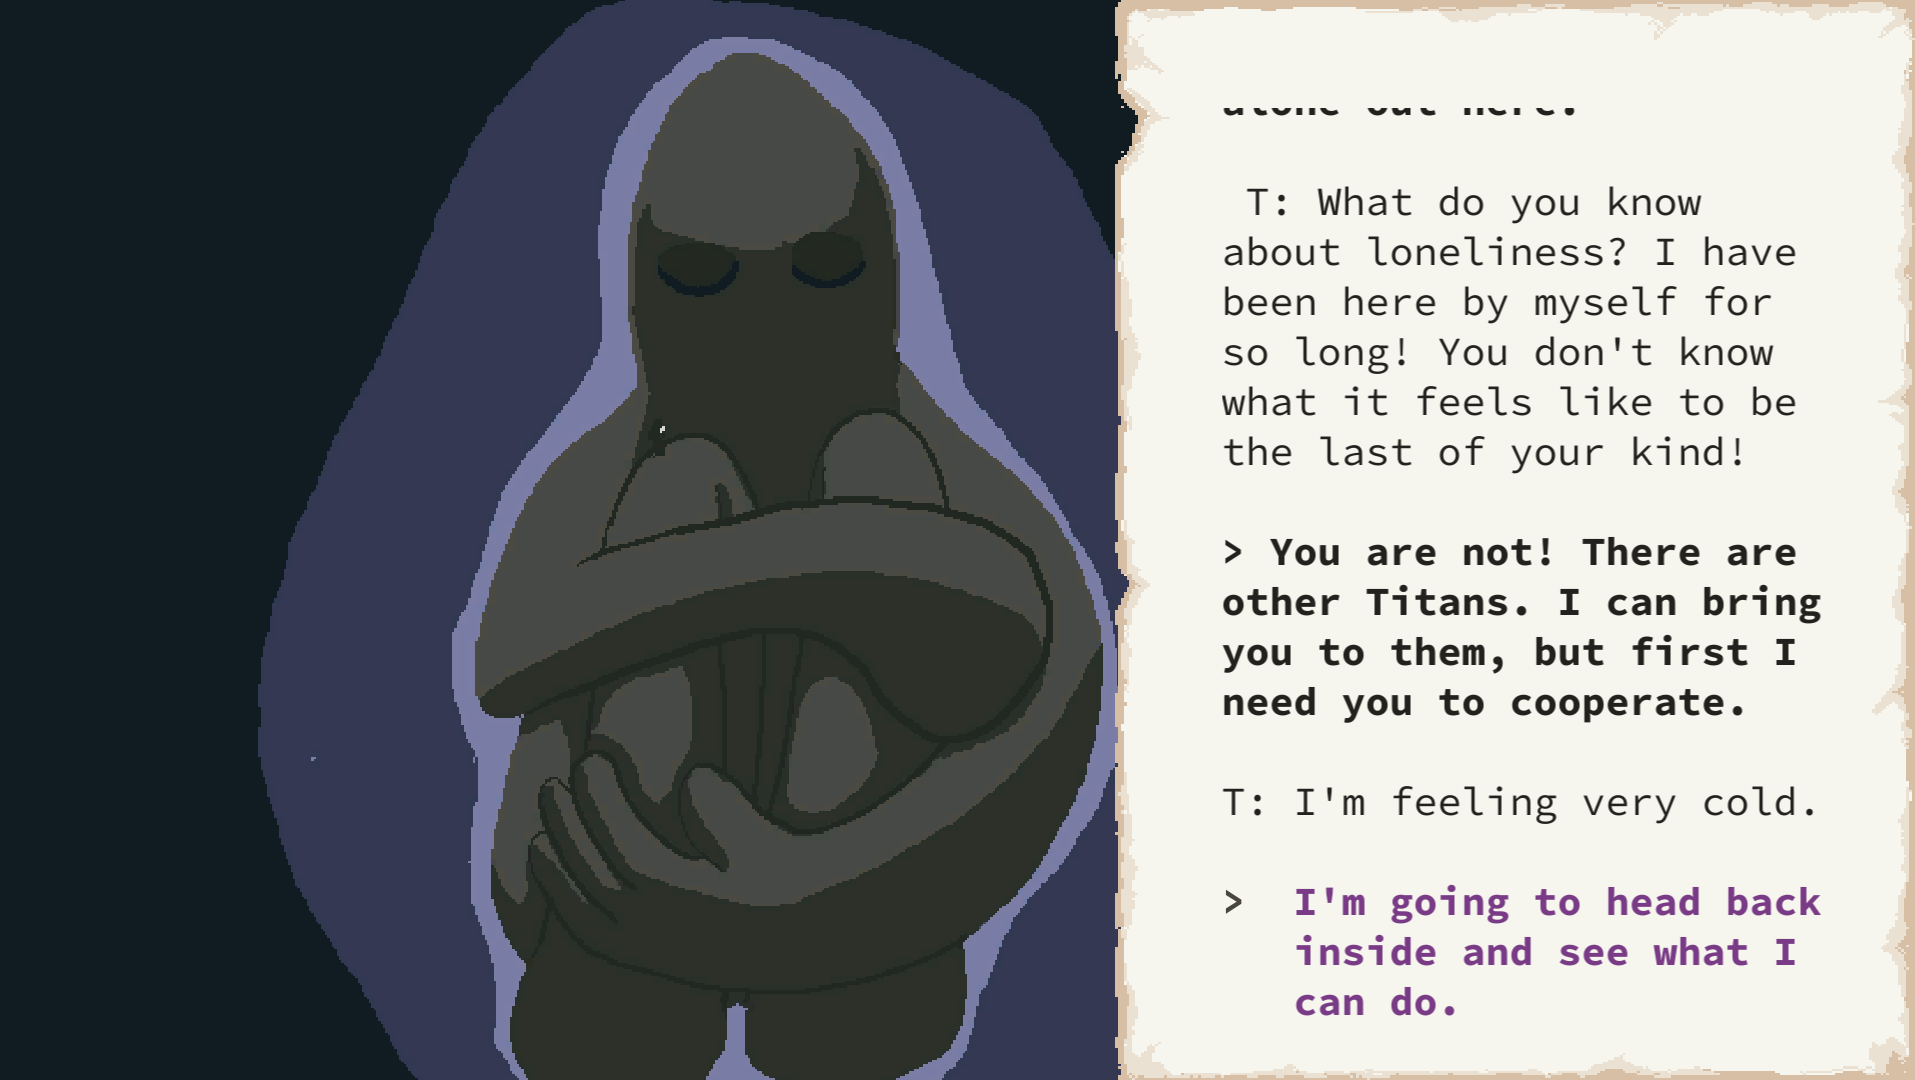 alone out here.
T: What do you know
about loneliness? I have
been here by myself for
so long! You don't know
what it feels like to be
the last of your kind!
> You are not! There are
other Titans. I can bring
you to them, but first I
need you to cooperate.
T: I'm feeling very cold.
> I'm going to head back
inside and see what I
can do.